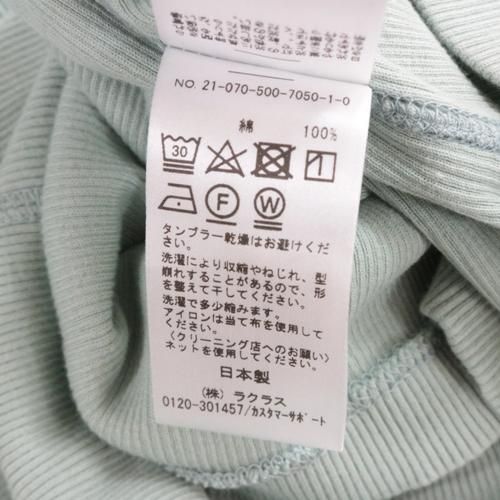 NO. 21-070-500-7050-1-0
綿 100%
30
F W
タンブラー乾燥はお避けくだ
さい。
洗濯により収縮やねじれ、型
崩れすることがあるので、形
を整えて干してください。
洗濯で多少縮みます。
アイロンは当て布を使用して
ください。
〈クリーニング店へのお願い〉
ネットを使用してください。
日本製
(株) ラクラス
0120-301457/カスタマーサポート